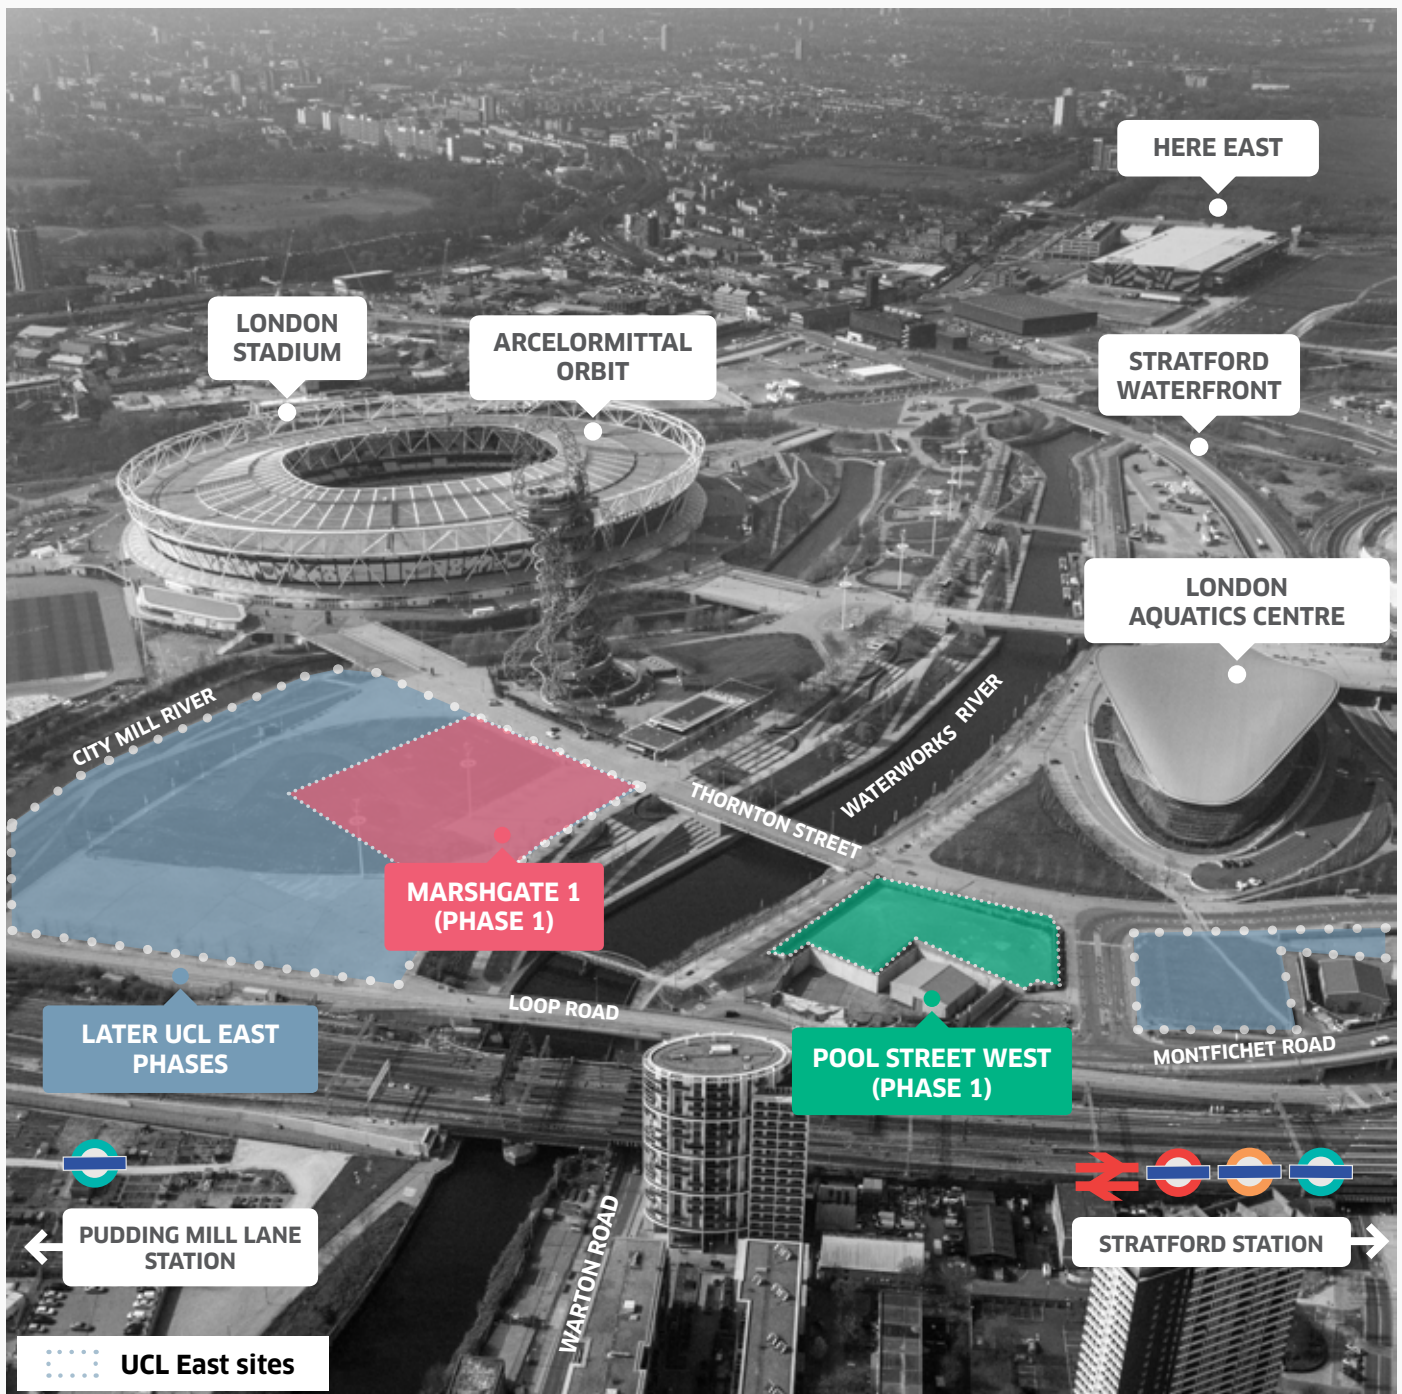 HERE EAST
LONDON
STADIUM
ARCELORMITTAL
ORBIT
STRATFORD
WATERFRONT
LONDON
AQUATICS CENTRE
CITY MILL RIVER
WATERWORKS RIVER
THORNTON STREET
MARSHGATE 1
(PHASE 1)
LOOP ROAD
LATER UCL EAST
PHASES
POOL STREET WEST
(PHASE 1)
MONTFICHET ROAD
PUDDING MILL LANE
STATION
WARTON ROAD
STRATFORD STATION
UCL East sites